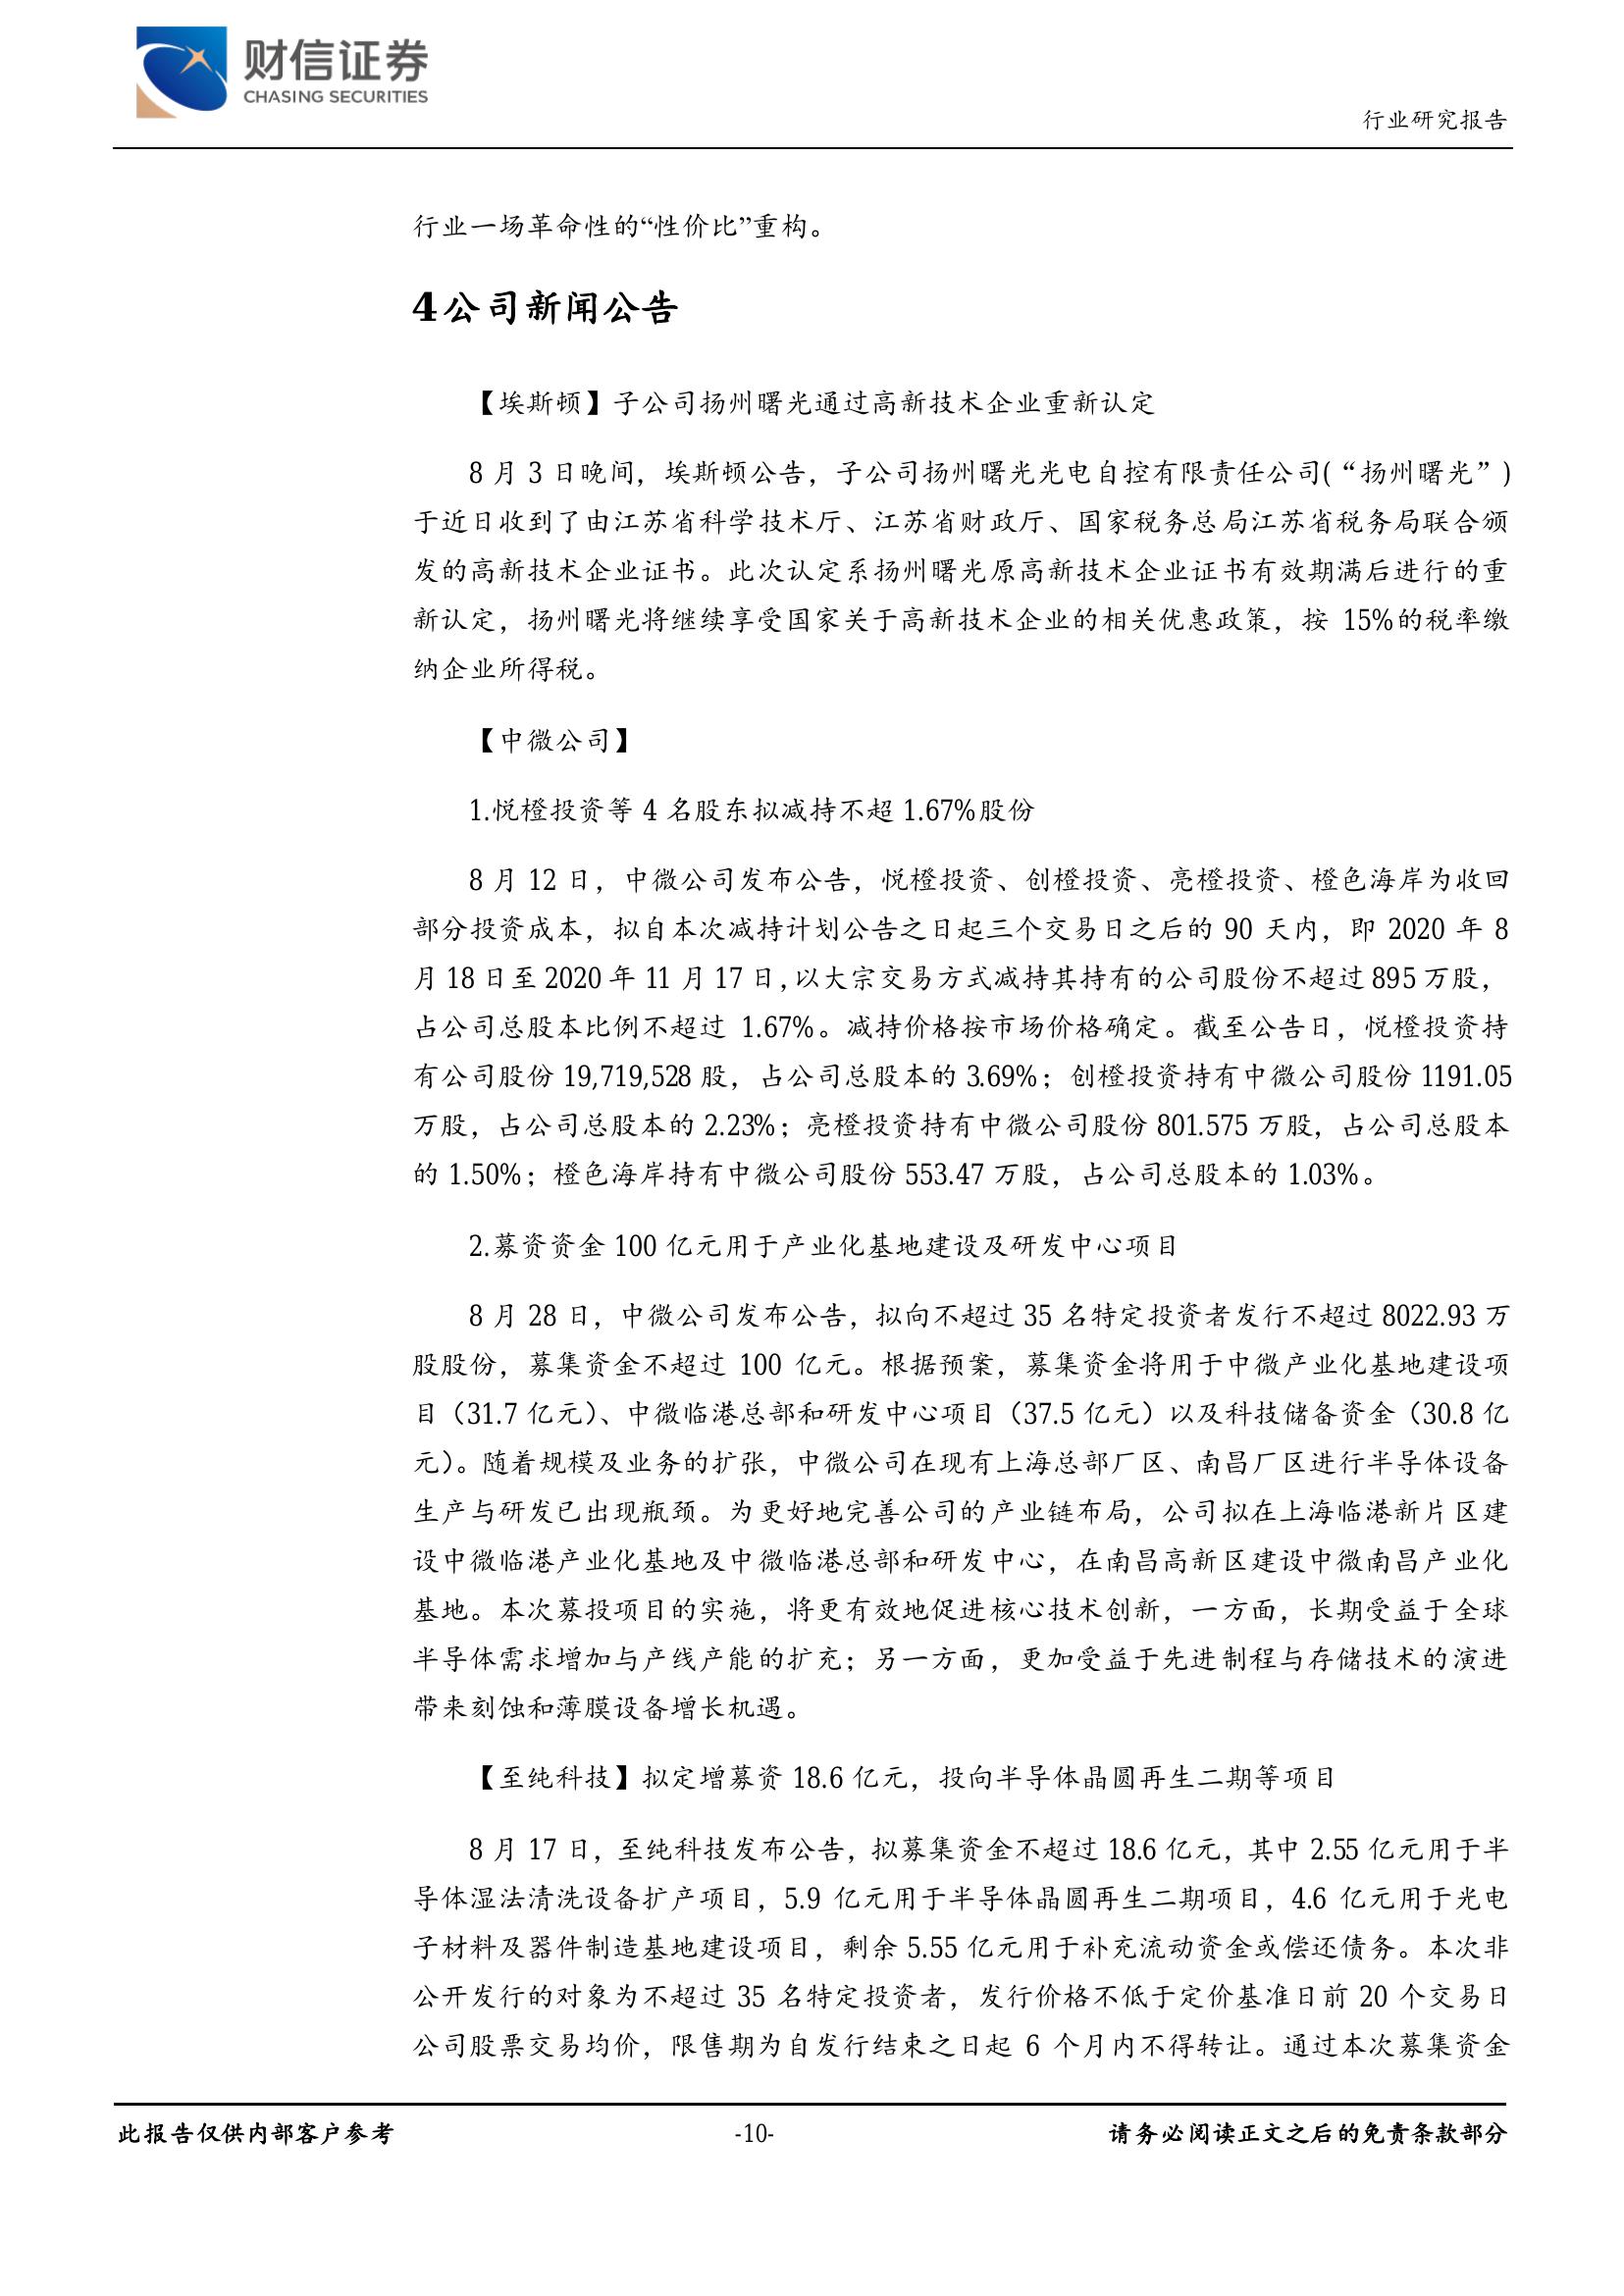 财信证券
CHASING SECURITIES
行业研究报告
行业一场革命性的“性价比”重构。
4公司新闻公告
【埃斯顿】子公司扬州曙光通过高新技术企业重新认定
8 月 3 日晚间，埃斯顿公告，子公司扬州曙光光电自控有限责任公司(“扬州曙光”)
于近日收到了由江苏省科学技术厅、江苏省财政厅、国家税务总局江苏省税务局联合颁
发的高新技术企业证书。此次认定系扬州曙光原高新技术企业证书有效期满后进行的重
新认定，扬州曙光将继续享受国家关于高新技术企业的相关优惠政策，按 15%的税率缴
纳企业所得税。
【中微公司】
1.悦橙投资等 4 名股东拟减持不超 1.67%股份
8 月 12 日，中微公司发布公告，悦橙投资、创橙投资、亮橙投资、橙色海岸为收回
部分投资成本，拟自本次减持计划公告之日起三个交易日之后的 90 天内，即 2020 年 8
月 18 日至 2020 年 11 月 17 日，以大宗交易方式减持其持有的公司股份不超过 895 万股，
占公司总股本比例不超过 1.67%。减持价格按市场价格确定。截至公告日，悦橙投资持
有公司股份 19,719,528 股，占公司总股本的 3.69%；创橙投资持有中微公司股份 1191.05
万股，占公司总股本的 2.23%；亮橙投资持有中微公司股份 801.575 万股，占公司总股本
的 1.50%；橙色海岸持有中微公司股份 553.47 万股，占公司总股本的 1.03%。
2.募资资金 100 亿元用于产业化基地建设及研发中心项目
8 月 28 日，中微公司发布公告，拟向不超过 35 名特定投资者发行不超过 8022.93 万
股股份，募集资金不超过 100 亿元。根据预案，募集资金将用于中微产业化基地建设项
目（31.7 亿元）、中微临港总部和研发中心项目（37.5 亿元）以及科技储备资金（30.8 亿
元）。随着规模及业务的扩张，中微公司在现有上海总部厂区、南昌厂区进行半导体设备
生产与研发已出现瓶颈。为更好地完善公司的产业链布局，公司拟在上海临港新片区建
设中微临港产业化基地及中微临港总部和研发中心，在南昌高新区建设中微南昌产业化
基地。本次募投项目的实施，将更有效地促进核心技术创新，一方面，长期受益于全球
半导体需求增加与产线产能的扩充；另一方面，更加受益于先进制程与存储技术的演进
带来刻蚀和薄膜设备增长机遇。
【至纯科技】拟定增募资 18.6 亿元，投向半导体晶圆再生二期等项目
8 月 17 日，至纯科技发布公告，拟募集资金不超过 18.6 亿元，其中 2.55 亿元用于半
导体湿法清洗设备扩产项目，5.9 亿元用于半导体晶圆再生二期项目，4.6 亿元用于光电
子材料及器件制造基地建设项目，剩余 5.55 亿元用于补充流动资金或偿还债务。本次非
公开发行的对象为不超过 35 名特定投资者，发行价格不低于定价基准日前 20 个交易日
公司股票交易均价，限售期为自发行结束之日起 6 个月内不得转让。通过本次募集资金
此报告仅供内部客户参考
-10-
请务必阅读正文之后的免责条款部分